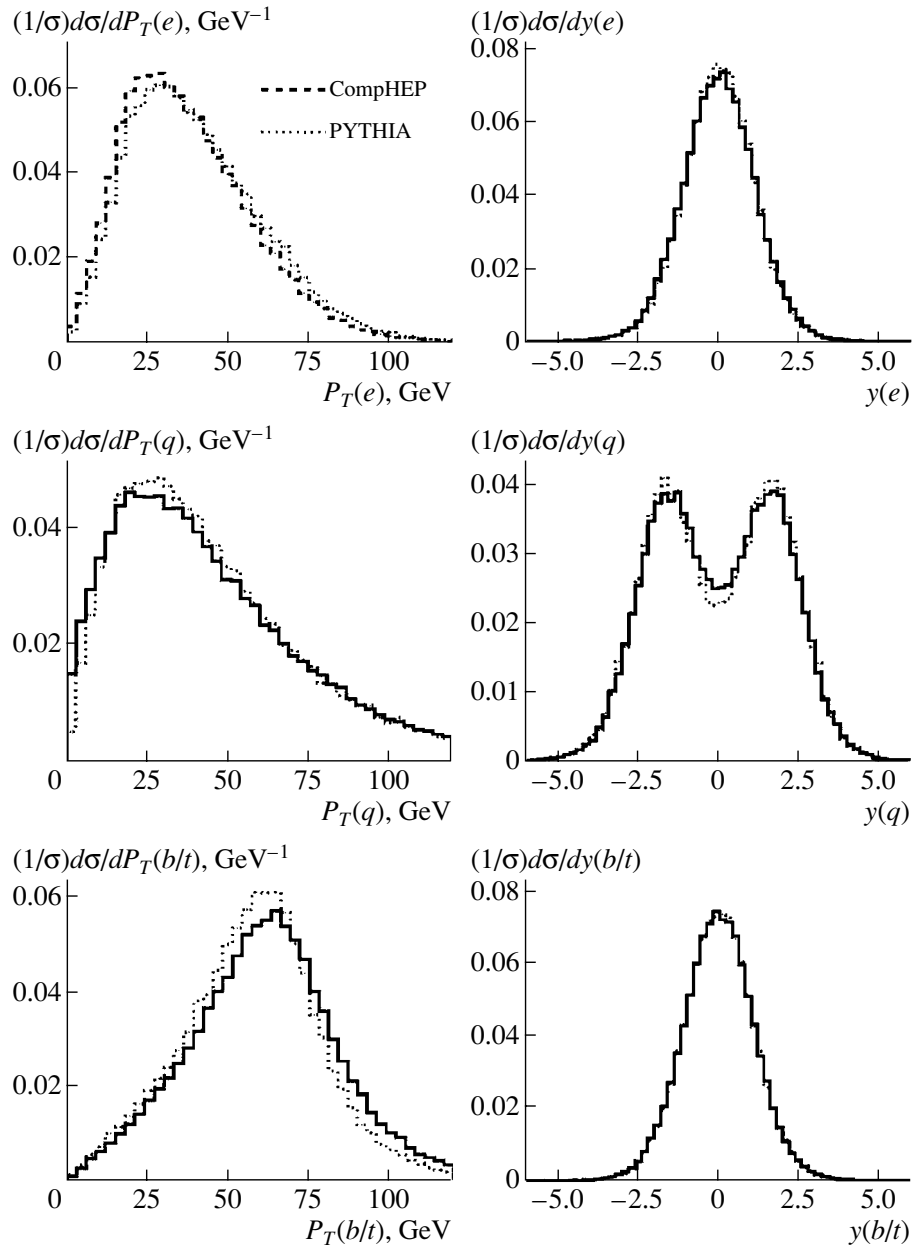 (1/σ)dσ/dP_T(e), GeV⁻¹
0.06
0.04
0.02
CompHEP
PYTHIA
0 25 50 75 100
P_T(e), GeV
(1/σ)dσ/dy(e)
0.08
0.06
0.04
0.02
0
−5.0 −2.5 0 2.5 5.0
y(e)
(1/σ)dσ/dP_T(q), GeV⁻¹
0.04
0.02
0 25 50 75 100
P_T(q), GeV
(1/σ)dσ/dy(q)
0.04
0.03
0.02
0.01
0
−5.0 −2.5 0 2.5 5.0
y(q)
(1/σ)dσ/dP_T(b/t), GeV⁻¹
0.06
0.04
0.02
0 25 50 75 100
P_T(b/t), GeV
(1/σ)dσ/dy(b/t)
0.08
0.06
0.04
0.02
0
−5.0 −2.5 0 2.5 5.0
y(b/t)